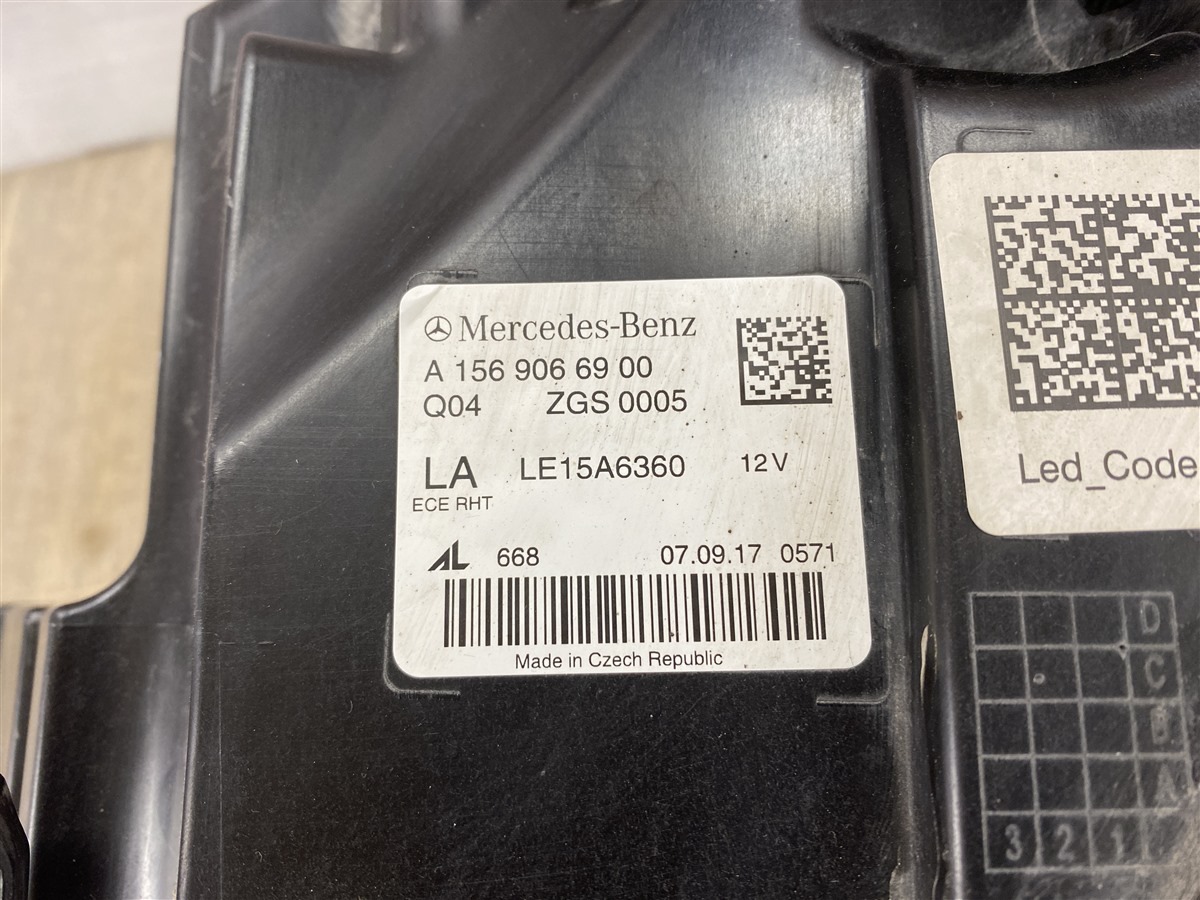 Mercedes-Benz
A 156 906 69 00
Q04 ZGS 0005
LA LE15A6360 12V
ECE RHT
AL 668 07.09.17 0571
Made in Czech Republic
Led_Code
D
C
B
A
3 2 1